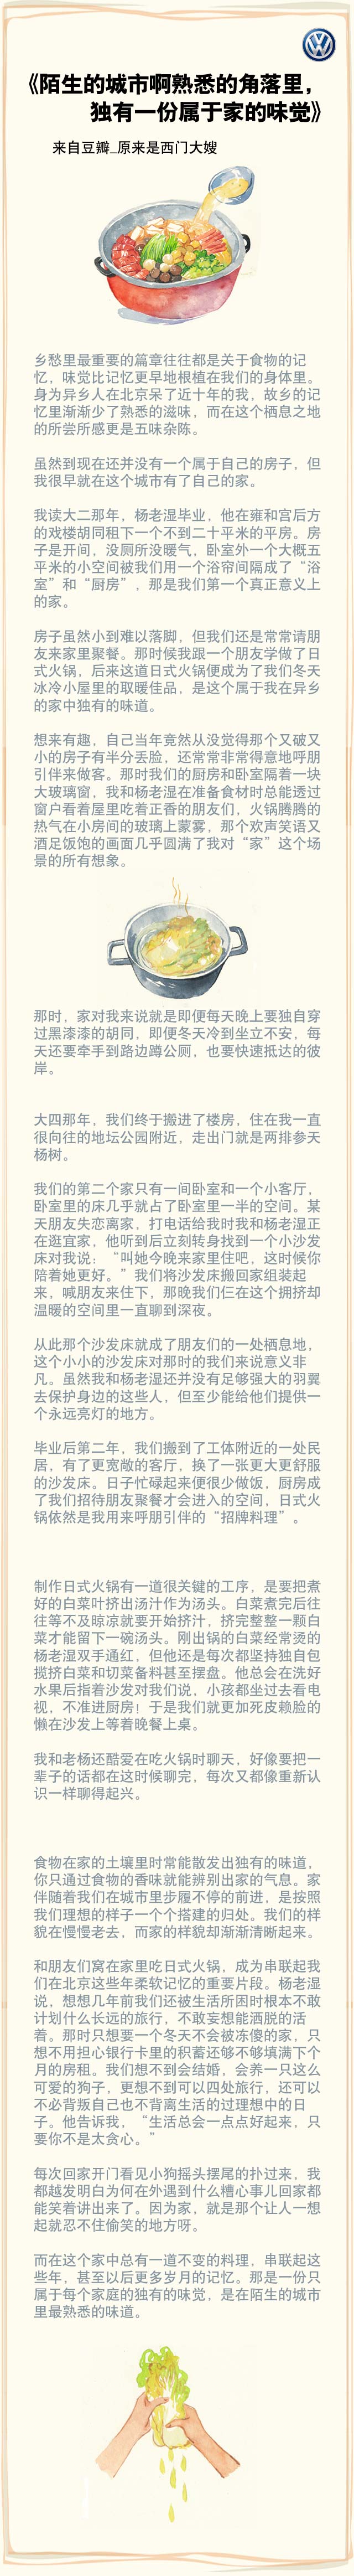 《陌生的城市啊熟悉的角落里，
独有一份属于家的味觉》
来自豆瓣_原来是西门大嫂
乡愁里最重要的篇章往往都是关于食物的记
忆，味觉比记忆更早地根植在我们的身体里。
身为异乡人在北京呆了近十年的我，故乡的记
忆里渐渐少了熟悉的滋味，而在这个栖息之地
的所尝所感更是五味杂陈。
虽然到现在还并没有一个属于自己的房子，但
我很早就在这个城市有了自己的家。
我读大二那年，杨老湿毕业，他在雍和宫后方
的戏楼胡同租下一个不到二十平米的平房。房
子是开间，没厕所没暖气，卧室外一个大概五
平米的小空间被我们用一个浴帘间隔成了“浴
室”和“厨房”，那是我们第一个真正意义上
的家。
房子虽然小到难以落脚，但我们还是常常请朋
友来家里聚餐。那时候我跟一个朋友学做了日
式火锅，后来这道日式火锅便成为了我们冬天
冰冷小屋里的取暖佳品，是这个属于我在异乡
的家中独有的味道。
想来有趣，自己当年竟然从没觉得那个又破又
小的房子有半分丢脸，还常常非常得意地呼朋
引伴来做客。那时我们的厨房和卧室隔着一块
大玻璃窗，我和杨老湿在准备食材时总能透过
窗户看着屋里吃着正香的朋友们，火锅腾腾的
热气在小房间的玻璃上蒙雾，那个欢声笑语又
酒足饭饱的画面几乎圆满了我对“家”这个场
景的所有想象。
那时，家对我来说就是即便每天晚上要独自穿
过黑漆漆的胡同，即便冬天冷到坐立不安，每
天还要牵手到路边蹲公厕，也要快速抵达的彼
岸。
大四那年，我们终于搬进了楼房，住在我一直
很向往的地坛公园附近，走出门就是两排参天
杨树。
我们的第二个家只有一间卧室和一个小客厅，
卧室里的床几乎就占了卧室里一半的空间。某
天朋友失恋离家，打电话给我时我和杨老湿正
在逛宜家，他听到后立刻转身找到一个小沙发
床对我说：“叫她今晚来家里住吧，这时候你
陪着她更好。”我们将沙发床搬回家组装起
来，喊朋友来住下，那晚我们仨在这个拥挤却
温暖的空间里一直聊到深夜。
从此那个沙发床就成了朋友们的一处栖息地，
这个小小的沙发床对那时的我们来说意义非
凡。虽然我和杨老湿还并没有足够强大的羽翼
去保护身边的这些人，但至少能给他们提供一
个永远亮灯的地方。
毕业后第二年，我们搬到了工体附近的一处民
居，有了更宽敞的客厅，换了一张更大更舒服
的沙发床。日子忙碌起来便很少做饭，厨房成
了我们招待朋友聚餐才会进入的空间，日式火
锅依然是我用来呼朋引伴的“招牌料理”。
制作日式火锅有一道很关键的工序，是要把煮
好的白菜叶挤出汤汁作为汤头。白菜煮完后往
往等不及晾凉就要开始挤汁，挤完整整一颗白
菜才能留下一碗汤头。刚出锅的白菜经常烫的
杨老湿双手通红，但他还是每次都坚持独自包
揽挤白菜和切菜备料甚至摆盘。他总会在洗好
水果后指着沙发对我们说，小孩都坐过去看电
视，不准进厨房！于是我们就更加死皮赖脸的
懒在沙发上等着晚餐上桌。
我和老杨还酷爱在吃火锅时聊天，好像要把一
辈子的话都在这时候聊完，每次又都像重新认
识一样聊得起兴。
食物在家的土壤里时常能散发出独有的味道，
你只通过食物的香味就能辨别出家的气息。家
伴随着我们在城市里步履不停的前进，是按照
我们理想的样子一个个搭建的归处。我们的样
貌在慢慢老去，而家的样貌却渐渐清晰起来。
和朋友们窝在家里吃日式火锅，成为串联起我
们在北京这些年柔软记忆的重要片段。杨老湿
说，想想几年前我们还被生活所困时根本不敢
计划什么长远的旅行，不敢妄想能洒脱的活
着。那时只想要一个冬天不会被冻傻的家，只
想不用担心银行卡里的积蓄还够不够填满下个
月的房租。我们想不到会结婚，会养一只这么
可爱的狗子，更想不到可以四处旅行，还可以
不必背叛自己也不背离生活的过理想中的日
子。他告诉我，“生活总会一点点好起来，只
要你不是太贪心。”
每次回家开门看见小狗摇头摆尾的扑过来，我
都越发明白为何在外遇到什么糟心事儿回家都
能笑着讲出来了。因为家，就是那个让人一想
起就忍不住偷笑的地方呀。
而在这个家中总有一道不变的料理，串联起这
些年，甚至以后更多岁月的记忆。那是一份只
属于每个家庭的独有的味觉，是在陌生的城市
里最熟悉的味道。